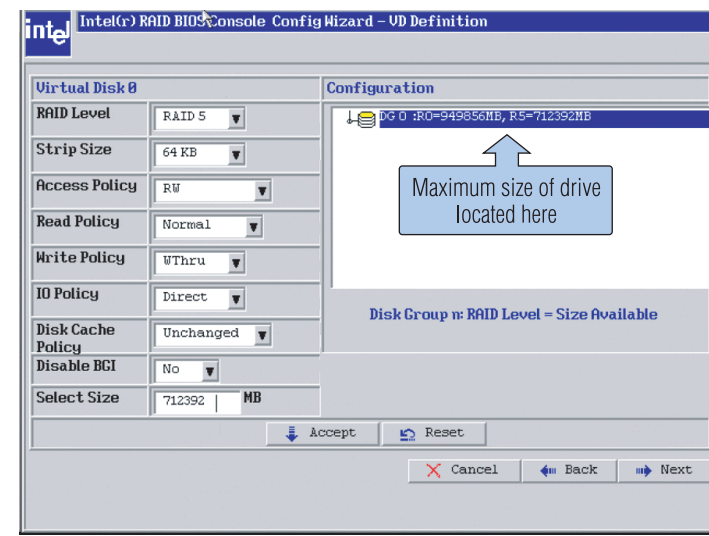 intel
Intel(r) RAID BIOS Console Config Wizard – VD Definition
Virtual Disk 0
Configuration
RAID Level
RAID 5
DG 0 :R0=949856MB, R5=712392MB
Strip Size
64 KB
Access Policy
RW
Maximum size of drive
located here
Read Policy
Normal
Write Policy
WThru
IO Policy
Direct
Disk Group n: RAID Level = Size Available
Disk Cache
Policy
Unchanged
Disable BGI
No
Select Size
712392
MB
Accept
Reset
Cancel
Back
Next